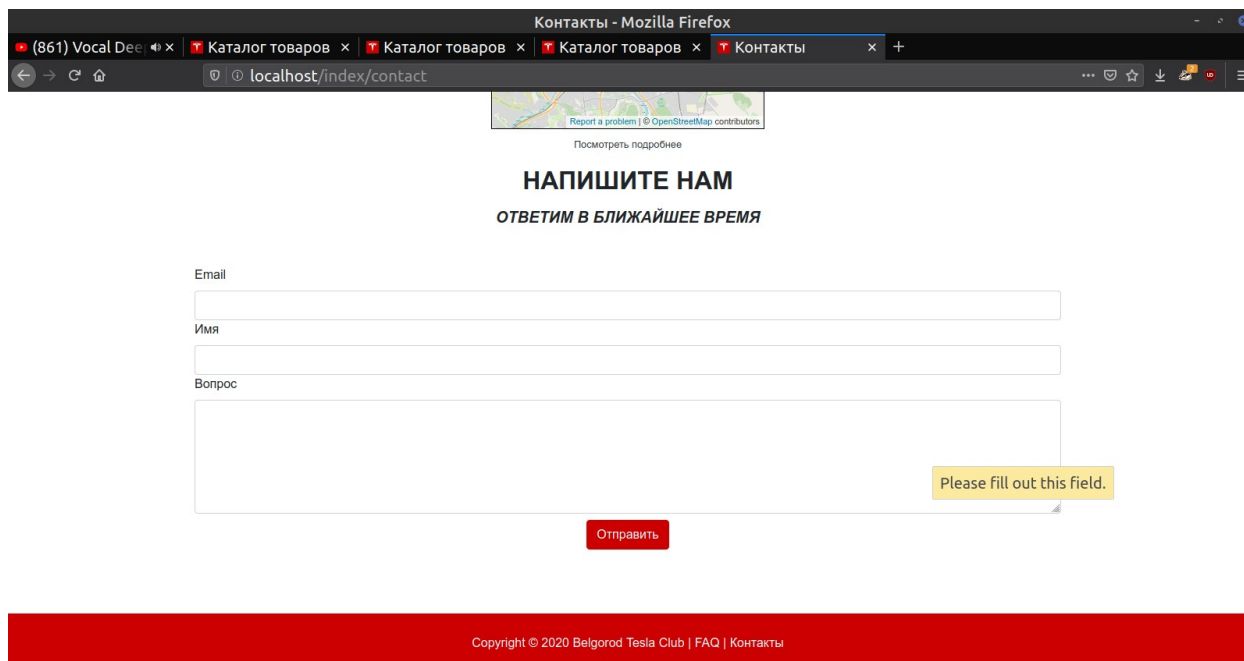 Контакты - Mozilla Firefox
(861) Vocal Dee
Каталог товаров
Каталог товаров
Каталог товаров
Контакты
localhost/index/contact
2
Report a problem | © OpenStreetMap contributors
Посмотреть подробнее
НАПИШИТЕ НАМ
ОТВЕТИМ В БЛИЖАЙШЕЕ ВРЕМЯ
Email
Имя
Вопрос
Please fill out this field.
Отправить
Copyright © 2020 Belgorod Tesla Club | FAQ | Контакты